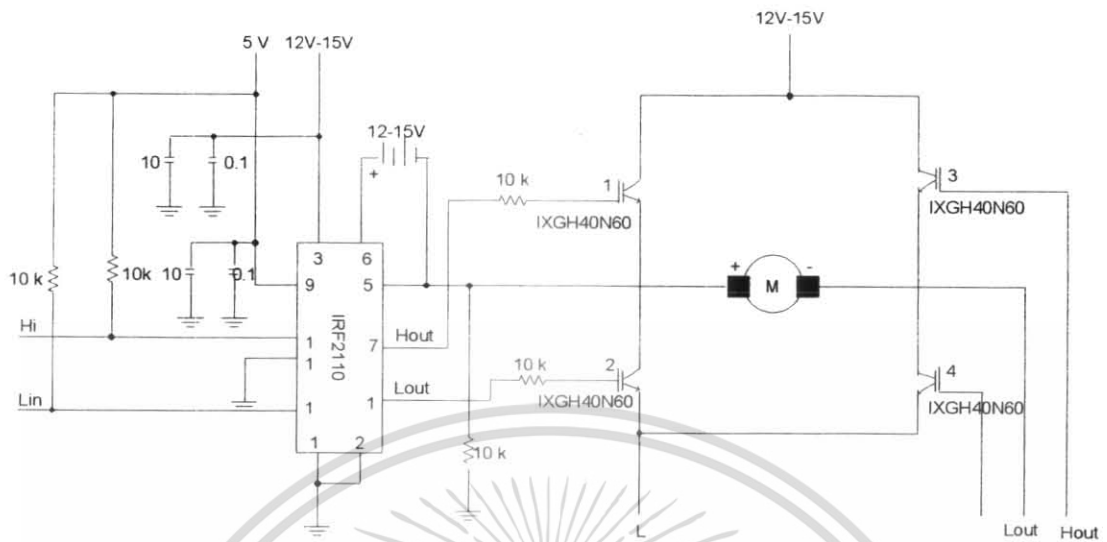 12V-15V
5 V 12V-15V
12-15V
10 0.1
10 k
1
3
IXGH40N60
IXGH40N60
10 k
10k
10 0.1
3 6
9 5
+ M -
Hi
1
IRF2110
7
Hout
1
Lout
10 k
2
4
IXGH40N60
IXGH40N60
Lin
1
1
1 2
10 k
L
Lout Hout